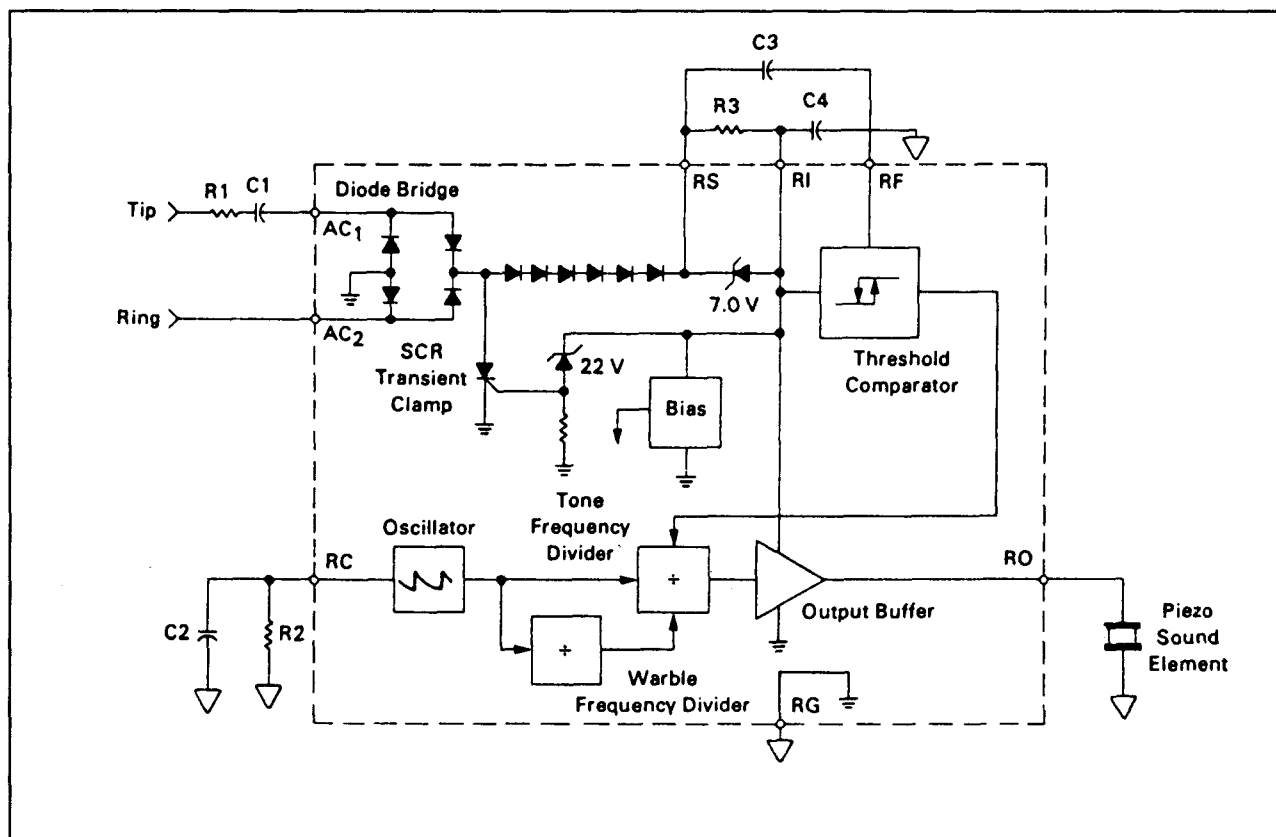 C3
R3
C4
RS
RI
RF
R1
C1
Diode Bridge
Tip
AC1
7.0 V
Ring
AC2
SCR
Transient
Clamp
22 V
Threshold
Comparator
Bias
Tone
Frequency
Divider
Oscillator
RC
÷
RO
Output Buffer
C2
R2
÷
Piezo
Sound
Element
Warble
Frequency Divider
RG